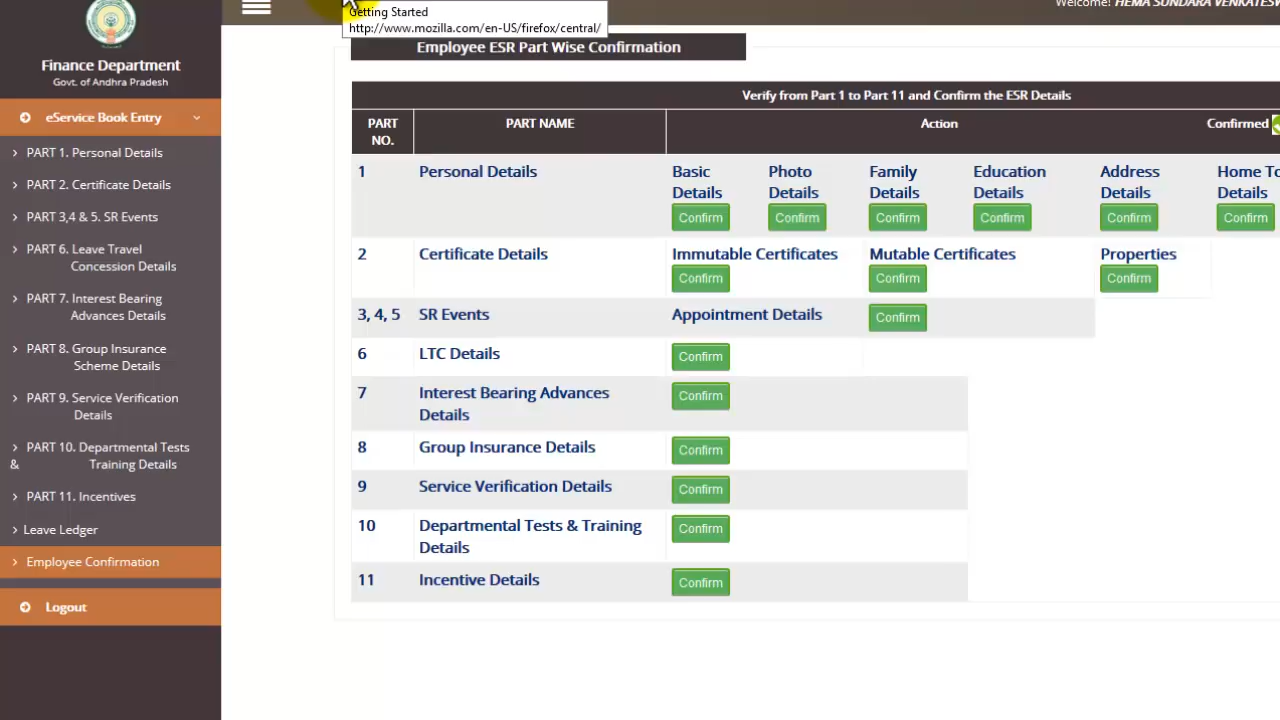 Getting Started
http://www.mozilla.com/en-US/firefox/central/
Welcome: HEMA SUNDARA
Finance Department
Govt. of Andhra Pradesh
eService Book Entry
PART 1. Personal Details
PART 2. Certificate Details
PART 3,4 & 5. SR Events
PART 6. Leave Travel
Concession Details
PART 7. Interest Bearing
Advances Details
PART 8. Group Insurance
Scheme Details
PART 9. Service Verification
Details
PART 10. Departmental Tests
& Training Details
PART 11. Incentives
Leave Ledger
Employee Confirmation
Logout
Employee ESR Part Wise Confirmation
Verify from Part 1 to Part 11 and Confirm the ESR Details
PART NO. PART NAME Action Confirmed
1 Personal Details Basic Details Photo Details Family Details Education Details Address Details Home Details
Confirm Confirm Confirm Confirm Confirm Confirm
2 Certificate Details Immutable Certificates Mutable Certificates Properties
Confirm Confirm Confirm
3, 4, 5 SR Events Appointment Details Confirm
6 LTC Details Confirm
7 Interest Bearing Advances Details Confirm
8 Group Insurance Details Confirm
9 Service Verification Details Confirm
10 Departmental Tests & Training Details Confirm
11 Incentive Details Confirm